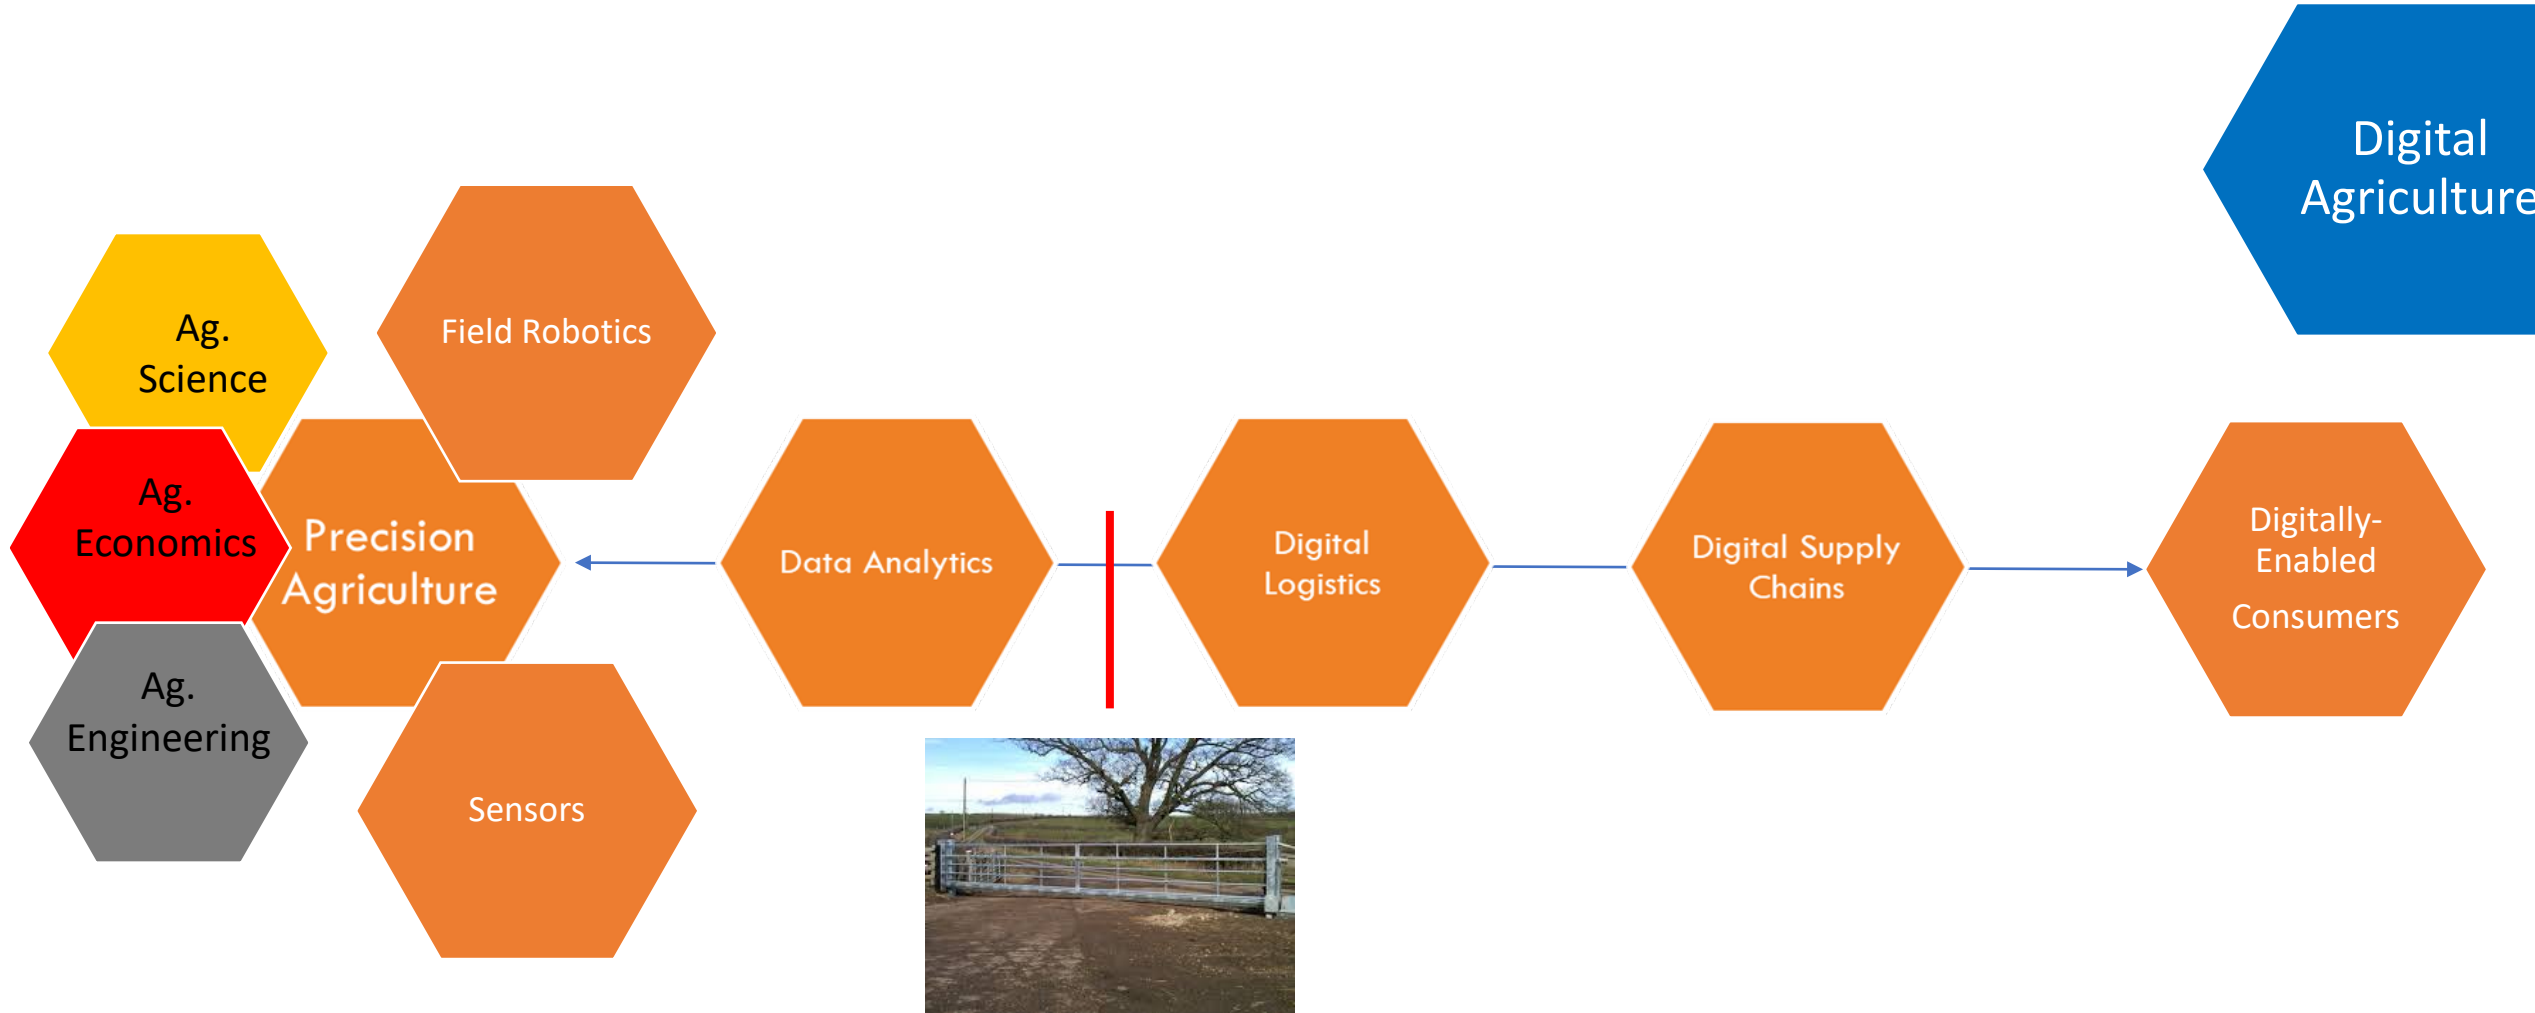 Digital
Agriculture
Ag.
Science
Field Robotics
Ag.
Economics
Precision
Agriculture
Data Analytics
Digital
Logistics
Digital Supply
Chains
Digitally-
Enabled
Consumers
Ag.
Engineering
Sensors